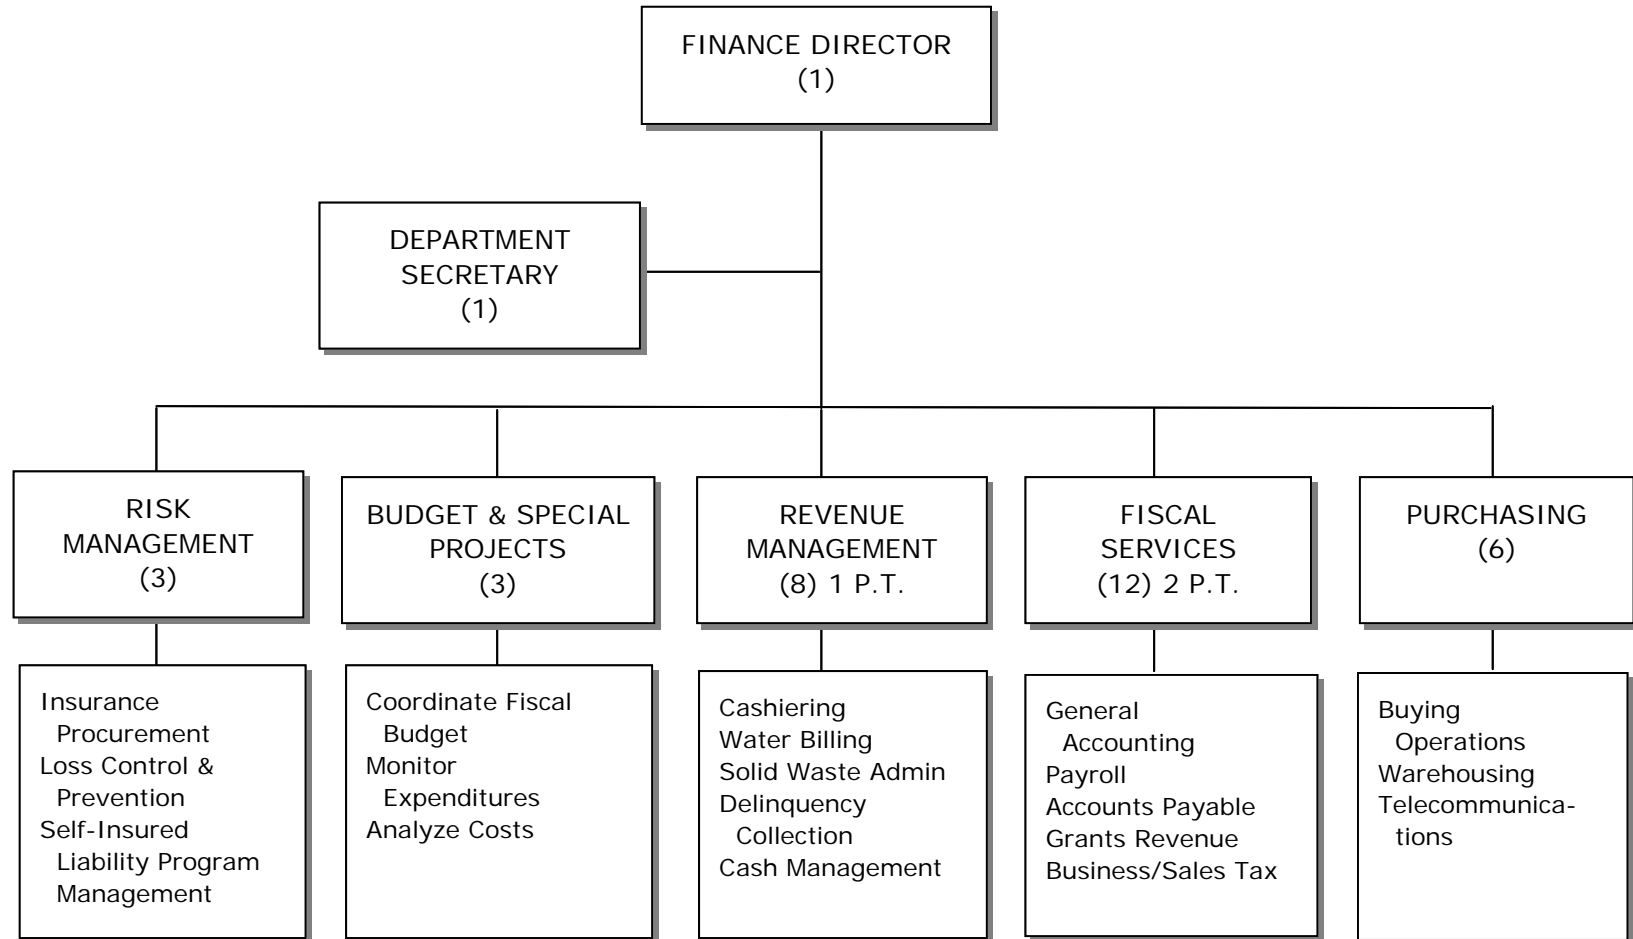 FINANCE DIRECTOR
(1)
DEPARTMENT
SECRETARY
(1)
RISK
MANAGEMENT
(3)
BUDGET & SPECIAL
PROJECTS
(3)
REVENUE
MANAGEMENT
(8) 1 P.T.
FISCAL
SERVICES
(12) 2 P.T.
PURCHASING
(6)
Insurance
Procurement
Loss Control &
Prevention
Self-Insured
Liability Program
Management
Coordinate Fiscal
Budget
Monitor
Expenditures
Analyze Costs
Cashiering
Water Billing
Solid Waste Admin
Delinquency
Collection
Cash Management
General
Accounting
Payroll
Accounts Payable
Grants Revenue
Business/Sales Tax
Buying
Operations
Warehousing
Telecommunica-
tions